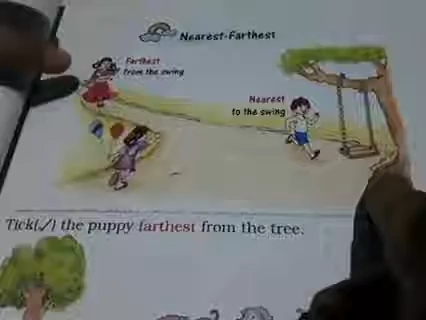 Nearest-Farthest
Farthest
from the swing
Nearest
to the swing
Tick(✓) the puppy farthest from the tree.